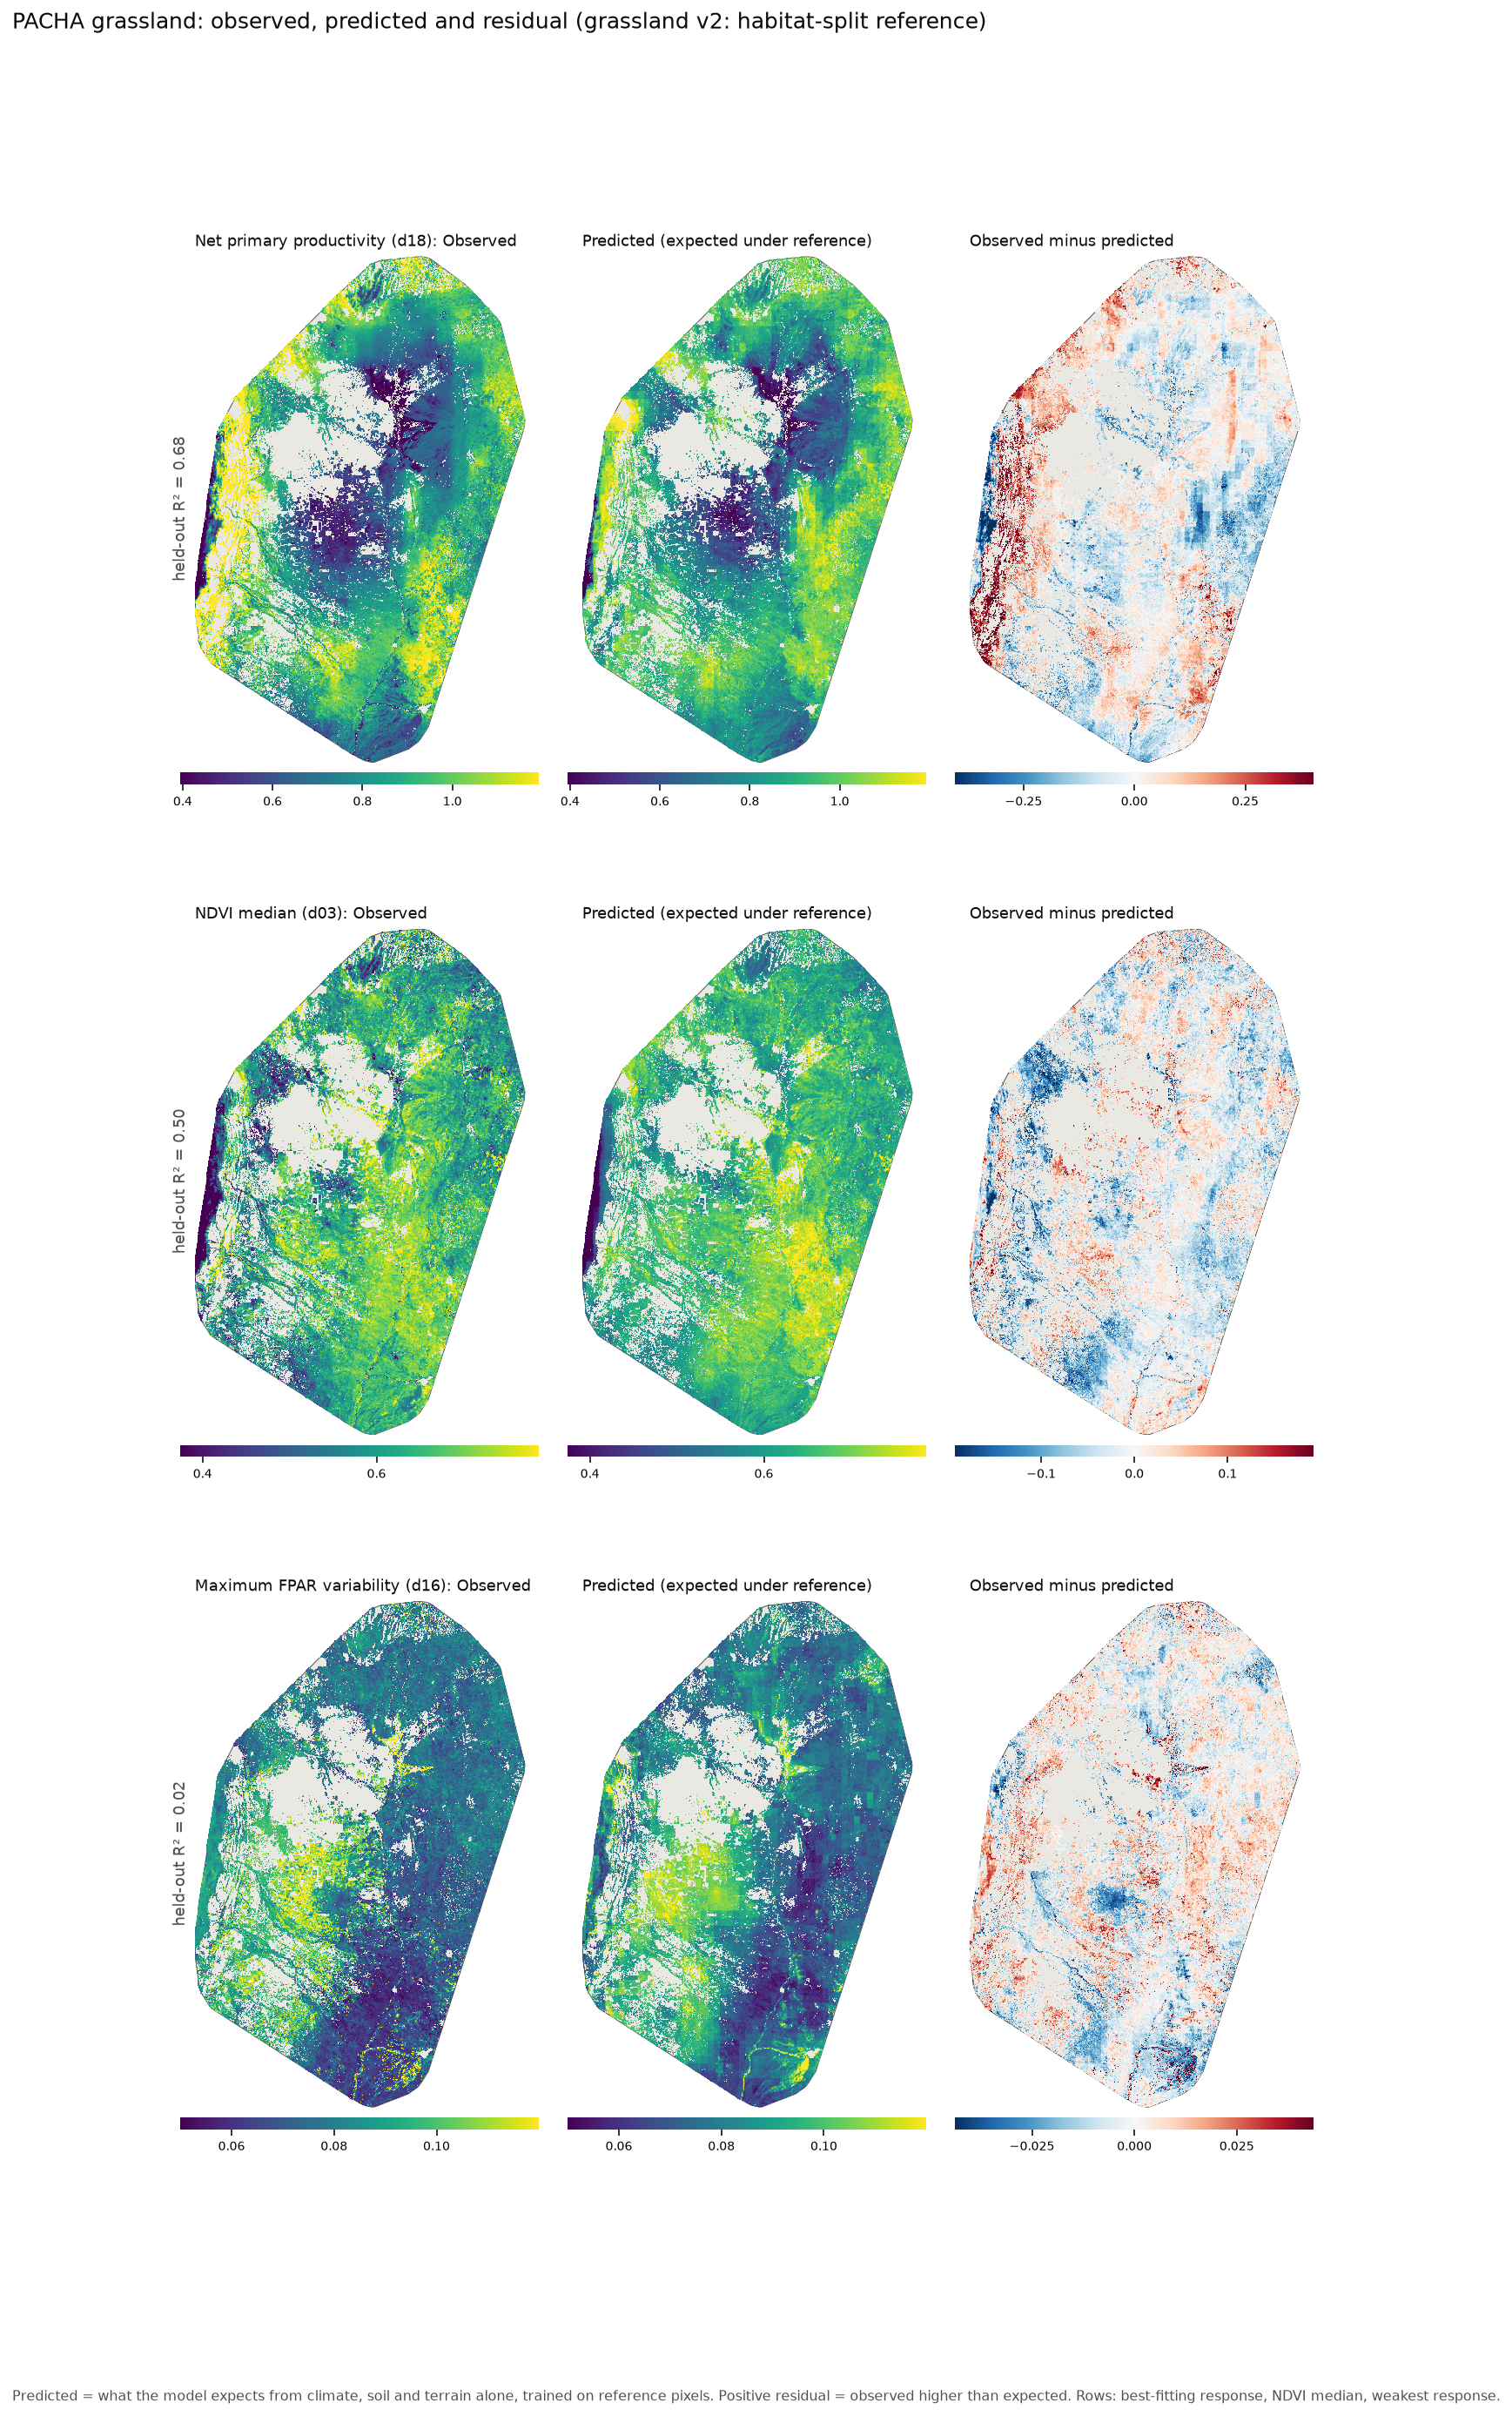 PACHA grassland: observed, predicted and residual (grassland v2: habitat-split reference)
Net primary productivity (d18): Observed
Predicted (expected under reference)
Observed minus predicted
held-out R² = 0.68
0.4 0.6 0.8 1.0
0.4 0.6 0.8 1.0
−0.25 0.00 0.25
NDVI median (d03): Observed
Predicted (expected under reference)
Observed minus predicted
held-out R² = 0.50
0.4 0.6
0.4 0.6
−0.1 0.0 0.1
Maximum FPAR variability (d16): Observed
Predicted (expected under reference)
Observed minus predicted
held-out R² = 0.02
0.06 0.08 0.10
0.06 0.08 0.10
−0.025 0.000 0.025
Predicted = what the model expects from climate, soil and terrain alone, trained on reference pixels. Positive residual = observed higher than expected. Rows: best-fitting response, NDVI median, weakest response.